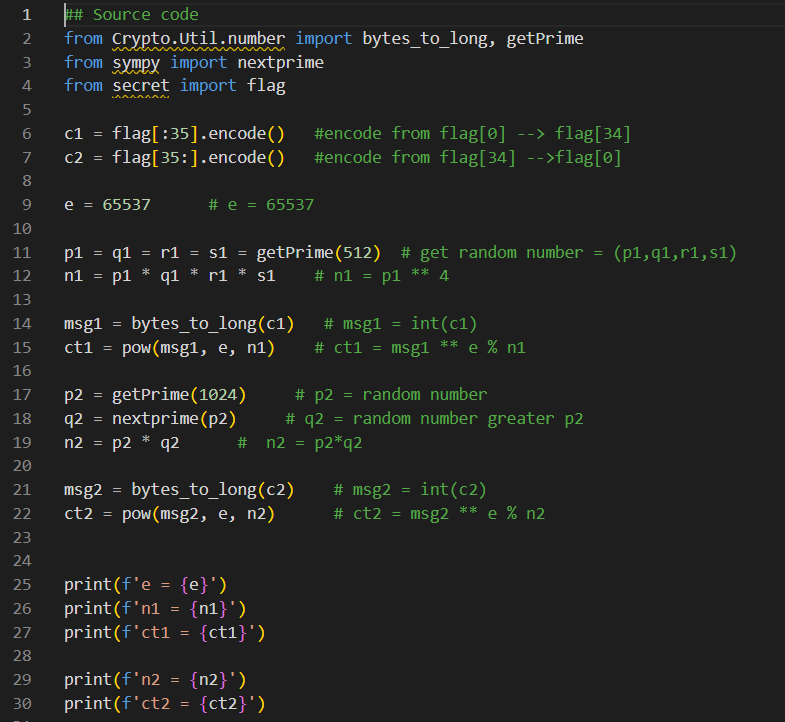 1 ## Source code
2 from Crypto.Util.number import bytes_to_long, getPrime
3 from sympy import nextprime
4 from secret import flag
5
6 c1 = flag[:35].encode()   #encode from flag[0] --> flag[34]
7 c2 = flag[35:].encode()   #encode from flag[34] -->flag[0]
8
9 e = 65537      # e = 65537
10
11 p1 = q1 = r1 = s1 = getPrime(512)  # get random number = (p1,q1,r1,s1)
12 n1 = p1 * q1 * r1 * s1    # n1 = p1 ** 4
13
14 msg1 = bytes_to_long(c1)   # msg1 = int(c1)
15 ct1 = pow(msg1, e, n1)    # ct1 = msg1 ** e % n1
16
17 p2 = getPrime(1024)     # p2 = random number
18 q2 = nextprime(p2)     # q2 = random number greater p2
19 n2 = p2 * q2      #  n2 = p2*q2
20
21 msg2 = bytes_to_long(c2)    # msg2 = int(c2)
22 ct2 = pow(msg2, e, n2)      # ct2 = msg2 ** e % n2
23
24
25 print(f'e = {e}')
26 print(f'n1 = {n1}')
27 print(f'ct1 = {ct1}')
28
29 print(f'n2 = {n2}')
30 print(f'ct2 = {ct2}')